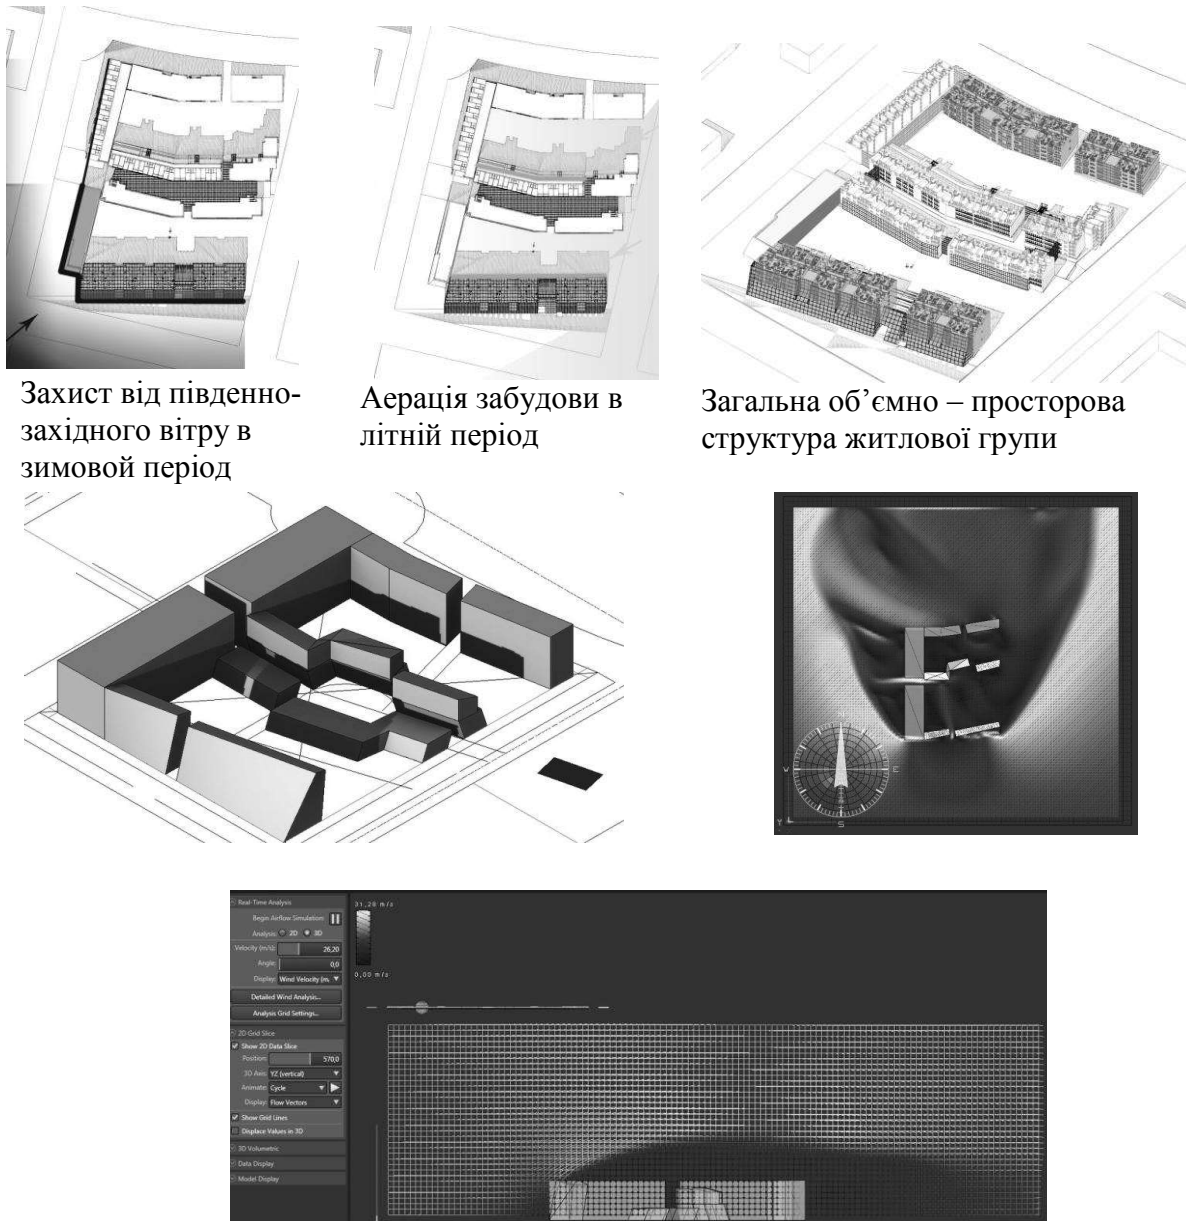 Захист від південно-
західного вітру в
зимовой період
Аерація забудови в
літній період
Загальна об’ємно – просторова
структура житлової групи
W
E
S
Y
Real-Time Analysis
Begin Airflow Simulation:
Analysis: 2D 3D
Velocity (m/s): 26,20
Angle: 0,0
Display: Wind Velocity (m,
Detailed Wind Analysis...
Analysis Grid Settings...
2D Grid Slice
Show 2D Data Slice
Position: 570,0
3D Axis: YZ (vertical)
Animate: Cycle
Display: Flow Vectors
Show Grid Lines
Displace Values in 3D
3D Volumetric
Data Display
Model Display
31,28 m/s
0,00 m/s